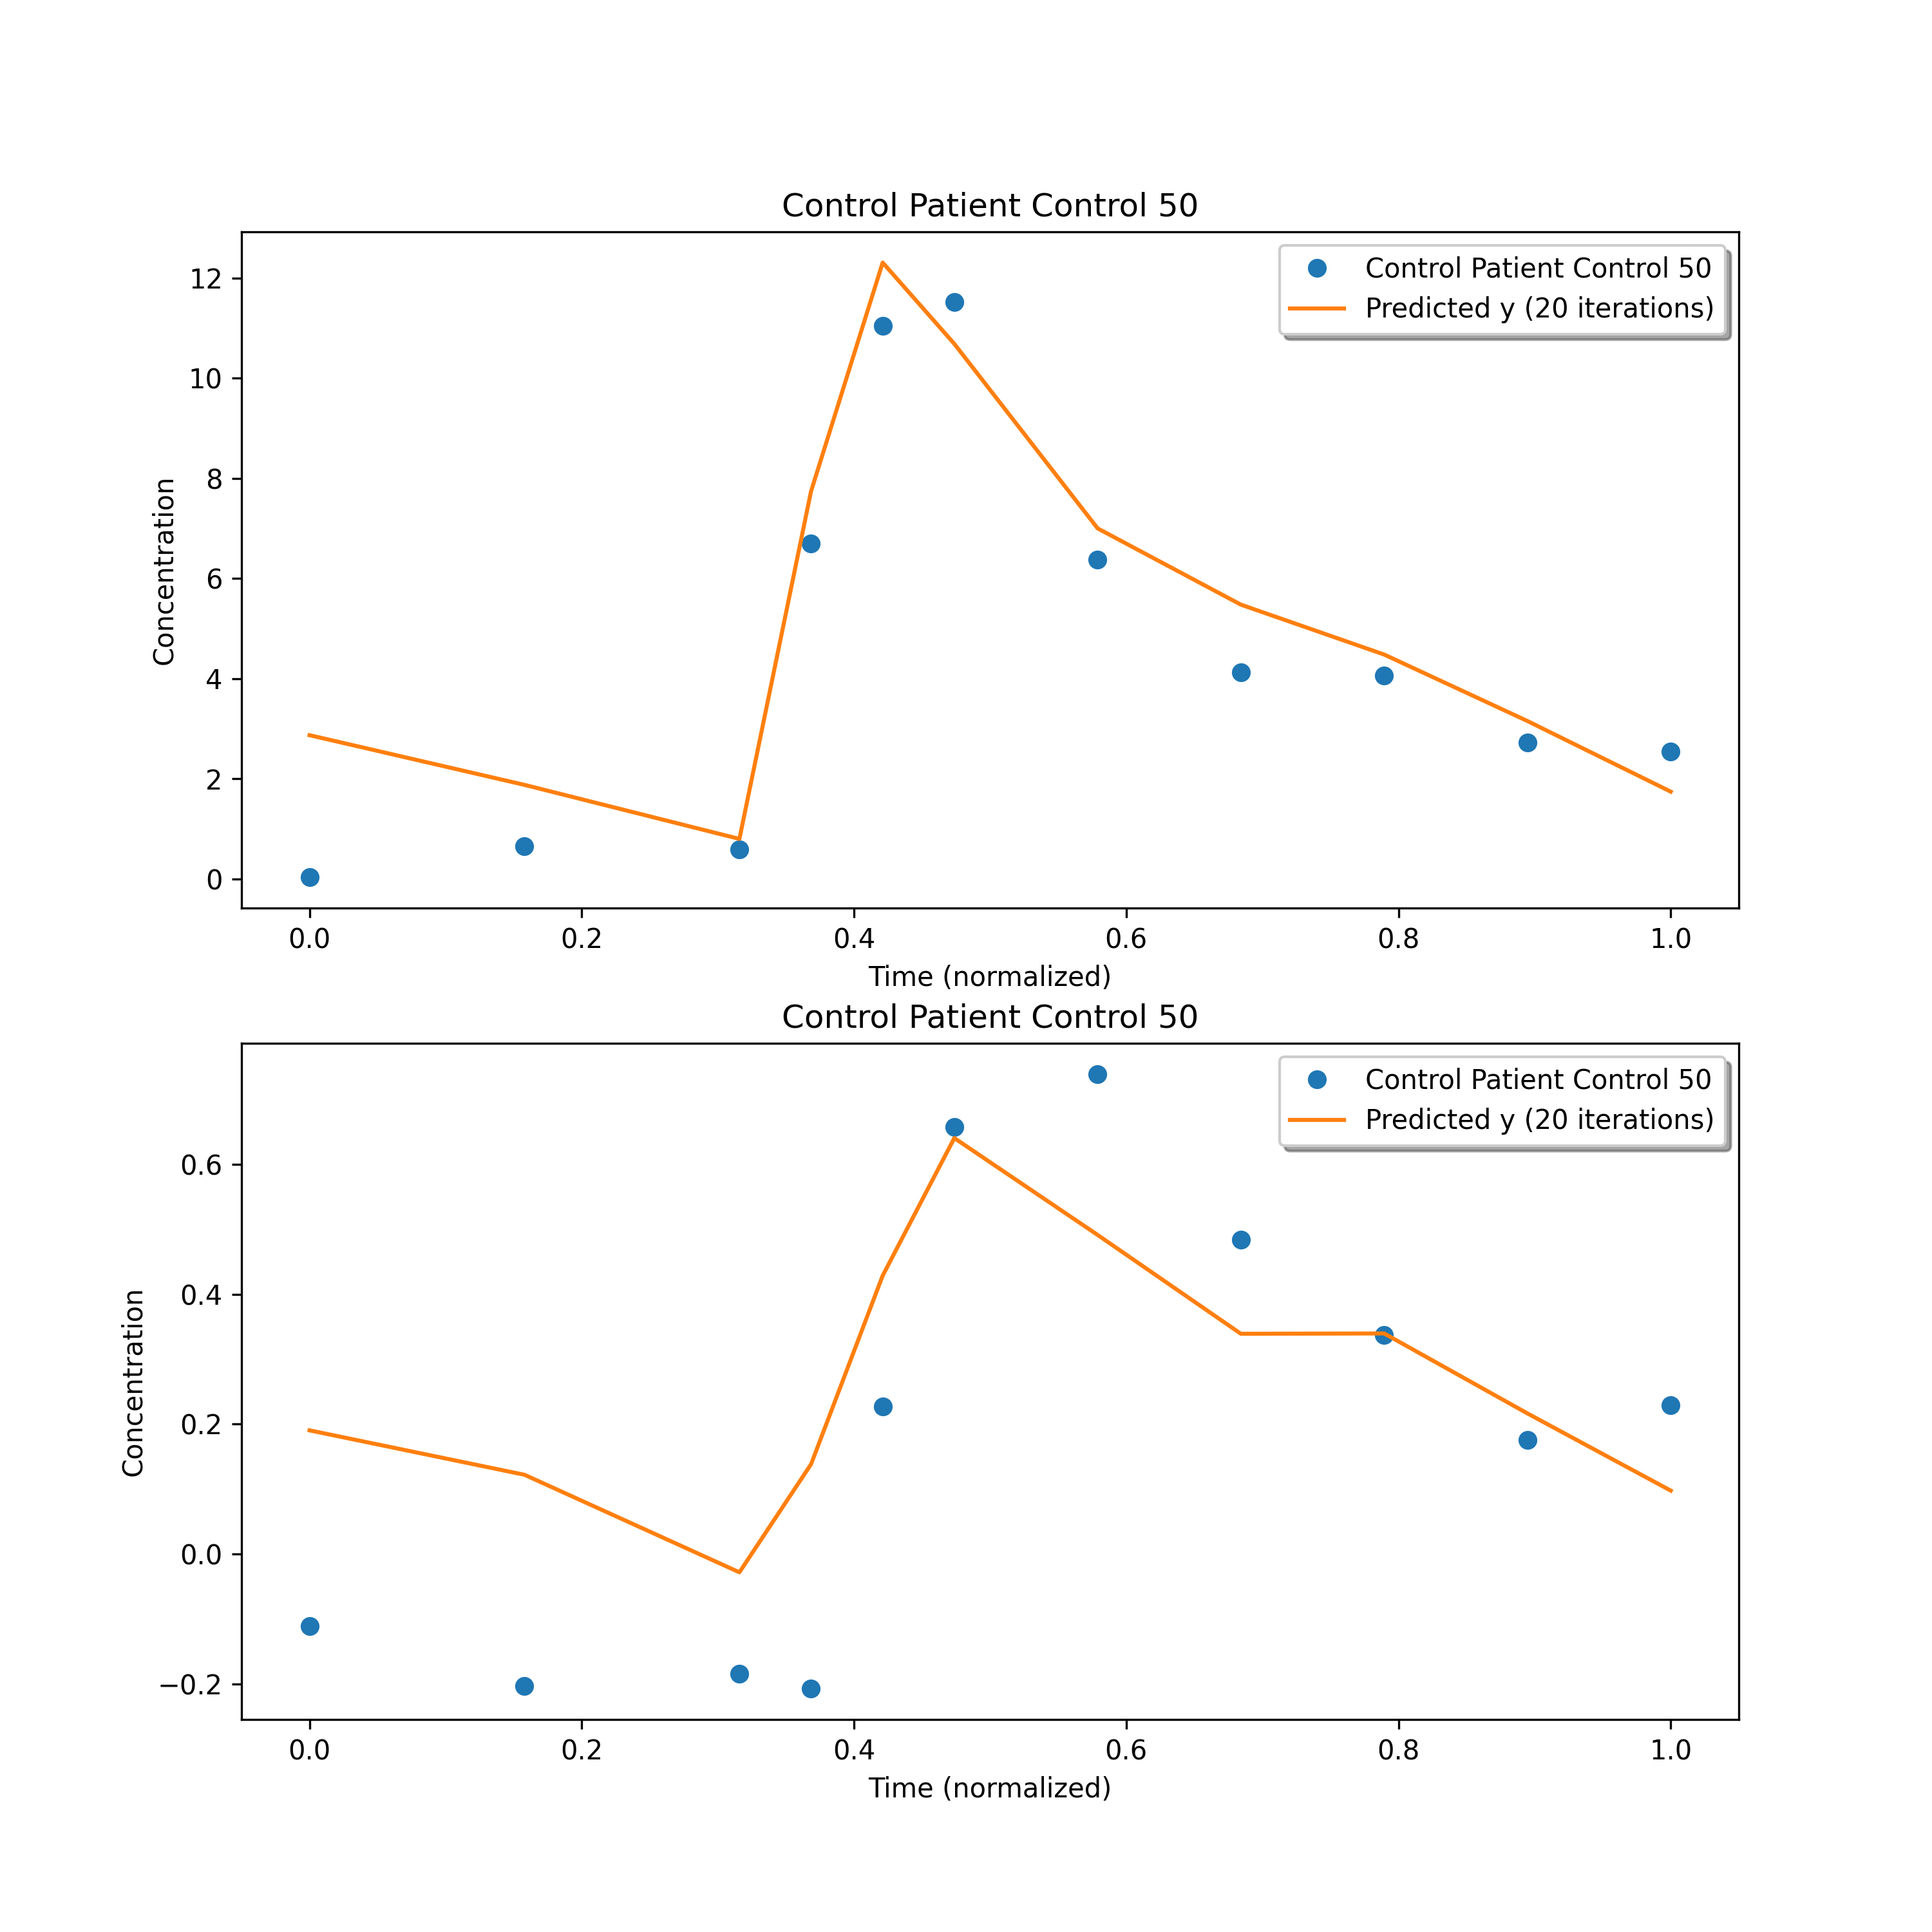 Control Patient Control 50
Control Patient Control 50
Predicted y (20 iterations)
12
10
8
6
4
2
0
Concentration
0.0 0.2 0.4 0.6 0.8 1.0
Time (normalized)
Control Patient Control 50
Control Patient Control 50
Predicted y (20 iterations)
0.6
0.4
0.2
0.0
−0.2
Concentration
0.0 0.2 0.4 0.6 0.8 1.0
Time (normalized)